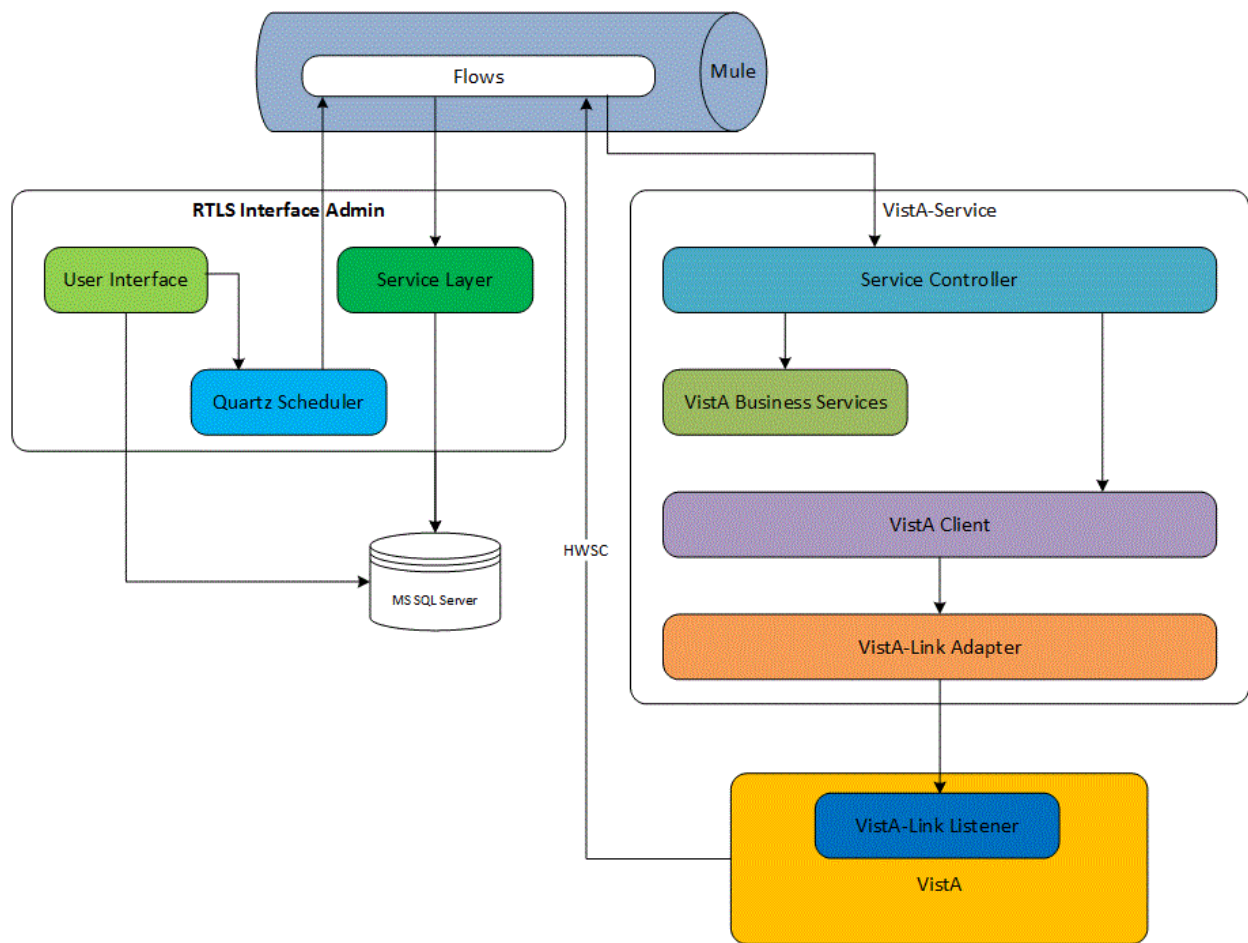 Flows
Mule
RTLS Interface Admin
User Interface
Service Layer
Quartz Scheduler
MS SQL Server
HWSC
VistA-Service
Service Controller
VistA Business Services
VistA Client
VistA-Link Adapter
VistA-Link Listener
VistA